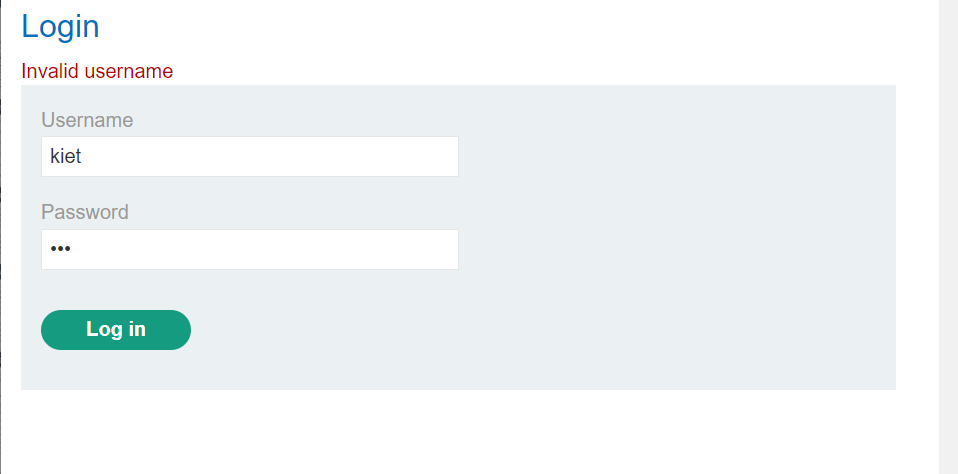 Login
Invalid username
Username
kiet
Password
•••
Log in